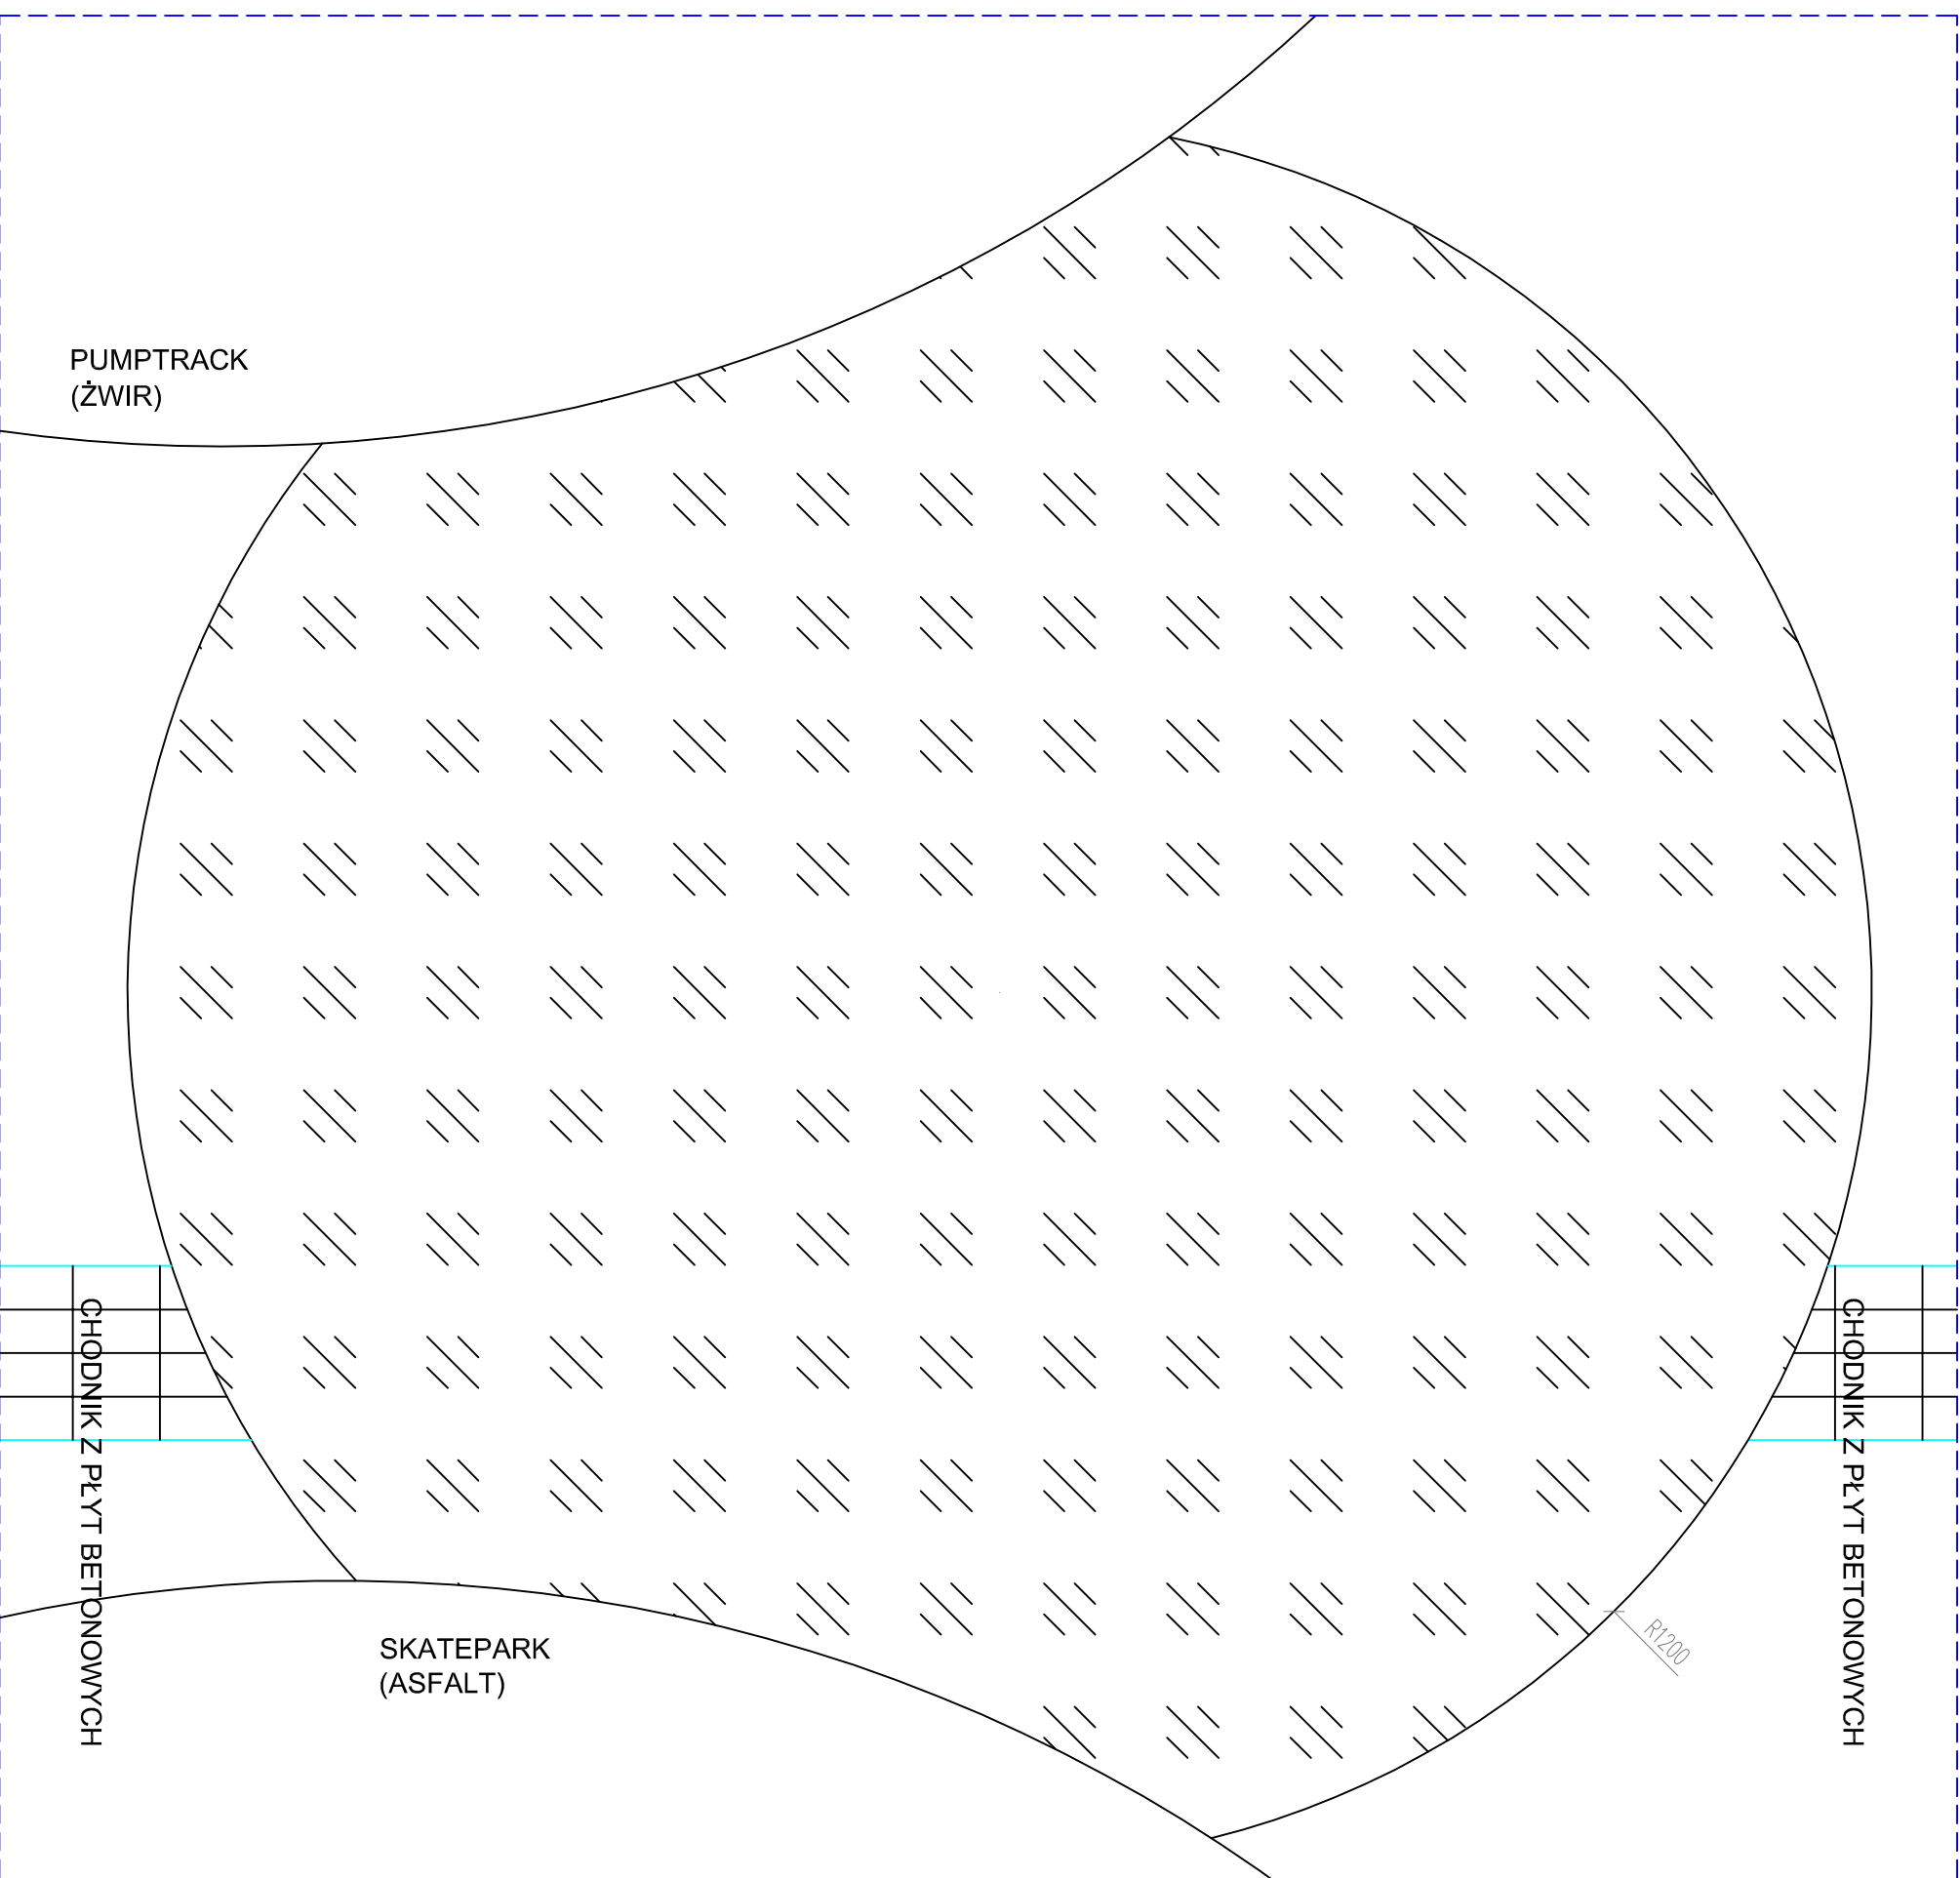 PUMPTRACK
(ŻWIR)
CHODNIK Z PŁYT BETONOWYCH
CHODNIK Z PŁYT BETONOWYCH
SKATEPARK
(ASFALT)
R1200